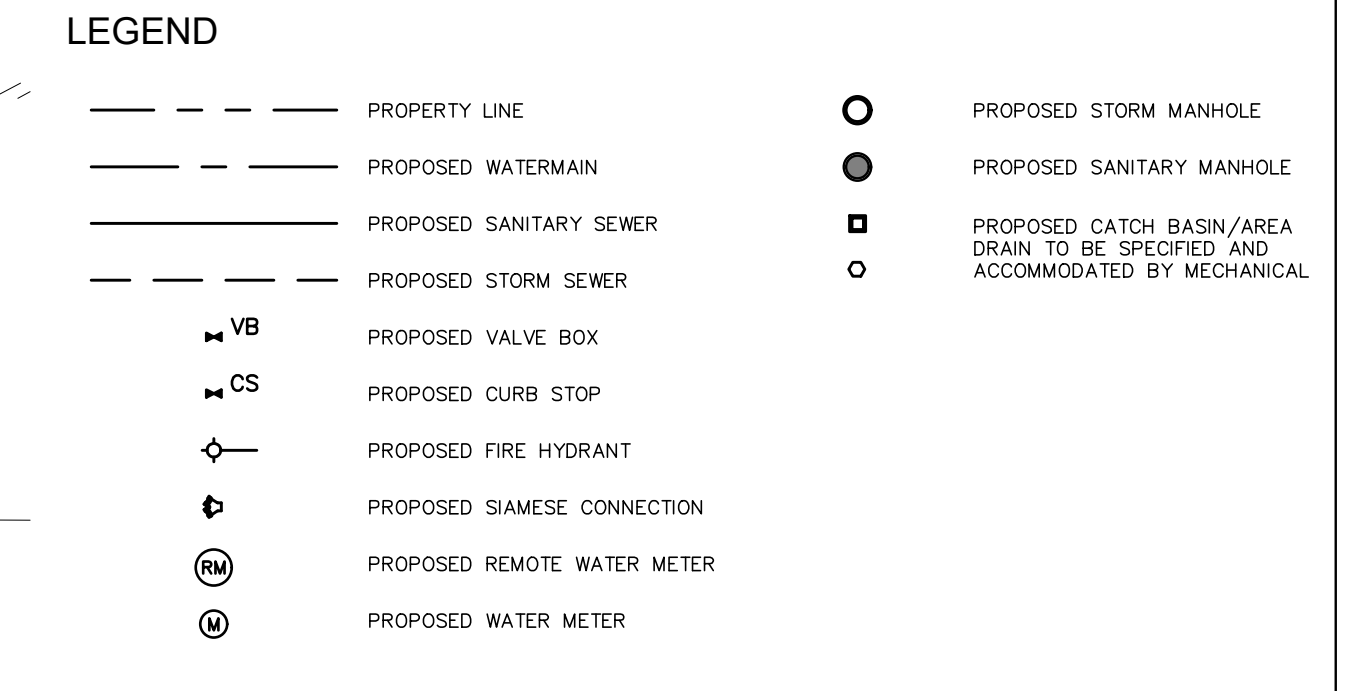 LEGEND
PROPERTY LINE
PROPOSED WATERMAIN
PROPOSED SANITARY SEWER
PROPOSED STORM SEWER
VB PROPOSED VALVE BOX
CS PROPOSED CURB STOP
PROPOSED FIRE HYDRANT
PROPOSED SIAMESE CONNECTION
RM PROPOSED REMOTE WATER METER
M PROPOSED WATER METER
PROPOSED STORM MANHOLE
PROPOSED SANITARY MANHOLE
PROPOSED CATCH BASIN/AREA
DRAIN TO BE SPECIFIED AND
ACCOMMODATED BY MECHANICAL